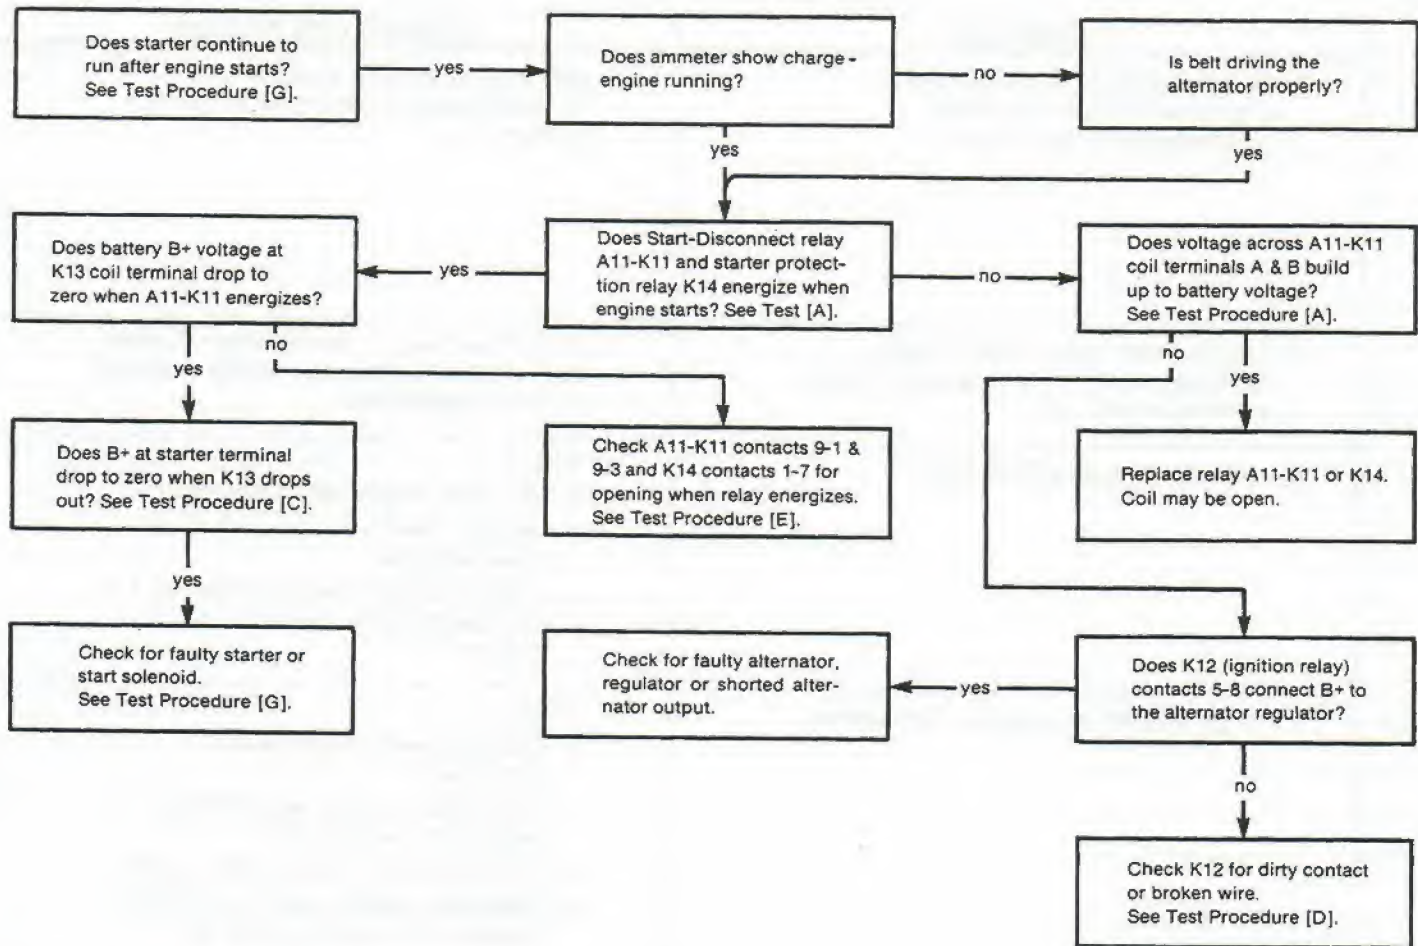 Does starter continue to
run after engine starts?
See Test Procedure [G].
yes
Does ammeter show charge -
engine running?
no
Is belt driving the
alternator properly?
yes
yes
Does battery B+ voltage at
K13 coil terminal drop to
zero when A11-K11 energizes?
yes
Does Start-Disconnect relay
A11-K11 and starter protect-
tion relay K14 energize when
engine starts? See Test [A].
no
Does voltage across A11-K11
coil terminals A & B build
up to battery voltage?
See Test Procedure [A].
no
yes
no
yes
Does B+ at starter terminal
drop to zero when K13 drops
out? See Test Procedure [C].
Check A11-K11 contacts 9-1 &
9-3 and K14 contacts 1-7 for
opening when relay energizes.
See Test Procedure [E].
Replace relay A11-K11 or K14.
Coil may be open.
yes
Check for faulty starter or
start solenoid.
See Test Procedure [G].
Check for faulty alternator,
regulator or shorted alter-
nator output.
yes
Does K12 (ignition relay)
contacts 5-8 connect B+ to
the alternator regulator?
no
Check K12 for dirty contact
or broken wire.
See Test Procedure [D].